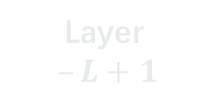 Layer
– L + 1